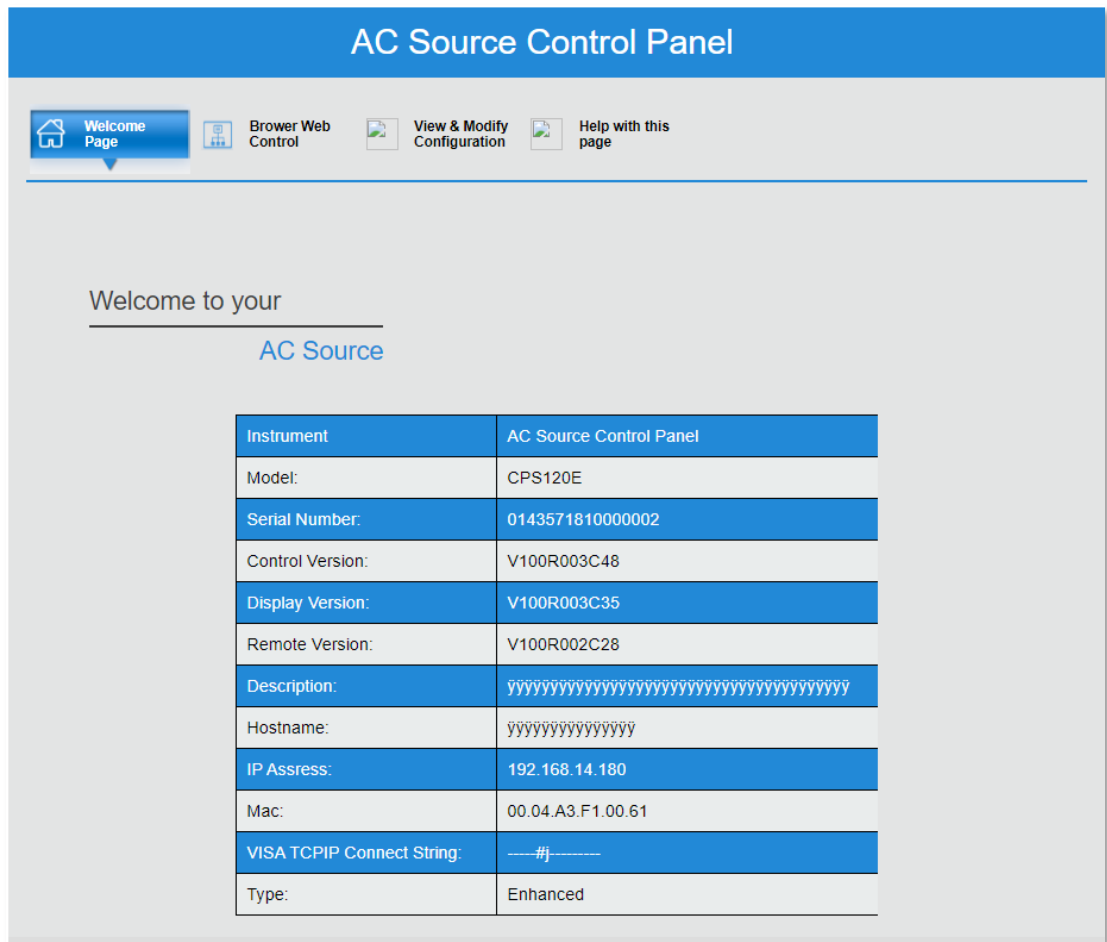 AC Source Control Panel
Welcome Page
Brower Web Control
View & Modify Configuration
Help with this page
Welcome to your
AC Source
Instrument AC Source Control Panel
Model: CPS120E
Serial Number: 0143571810000002
Control Version: V100R003C48
Display Version: V100R003C35
Remote Version: V100R002C28
Description: ÿÿÿÿÿÿÿÿÿÿÿÿÿÿÿÿÿÿÿÿÿÿÿÿÿÿÿÿÿÿÿÿÿÿÿÿÿÿÿÿ
Hostname: ÿÿÿÿÿÿÿÿÿÿÿÿÿÿÿ
IP Assress: 192.168.14.180
Mac: 00.04.A3.F1.00.61
VISA TCPIP Connect String: -----#j---------
Type: Enhanced